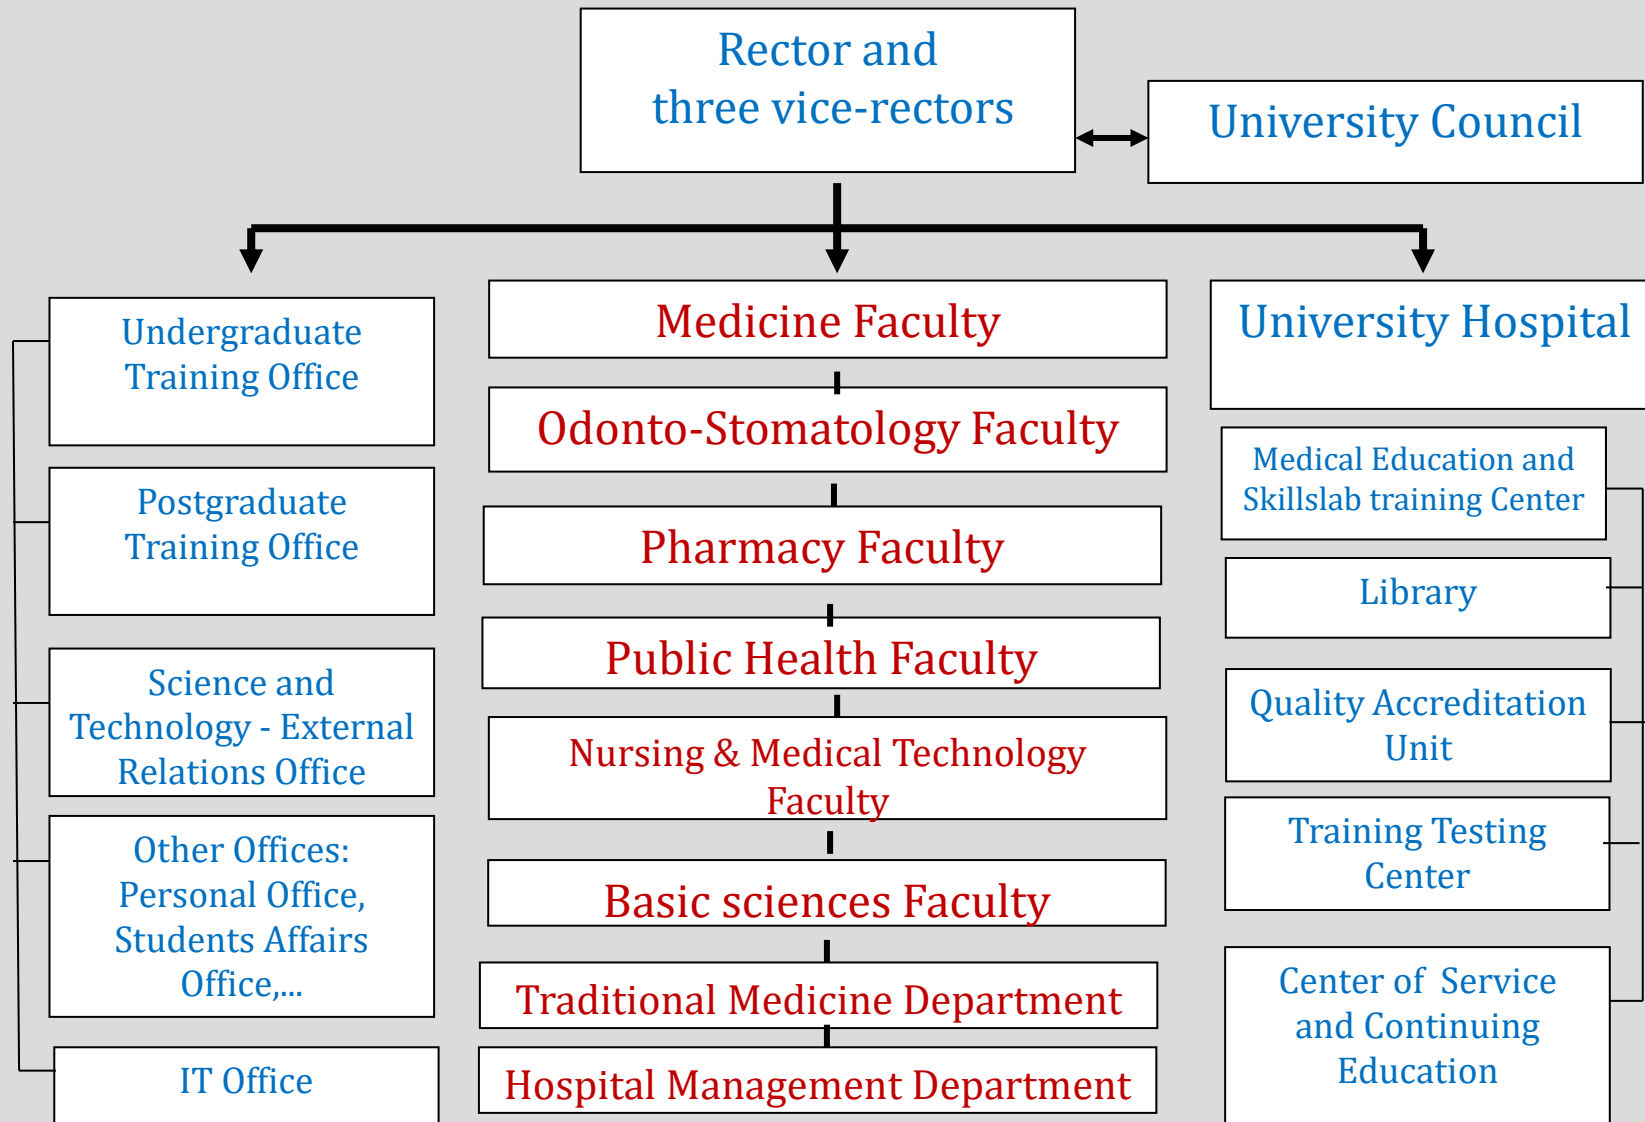 Rector and
three vice-rectors
University Council
Undergraduate
Training Office
Postgraduate
Training Office
Science and
Technology - External
Relations Office
Other Offices:
Personal Office,
Students Affairs
Office,...
IT Office
Medicine Faculty
Odonto-Stomatology Faculty
Pharmacy Faculty
Public Health Faculty
Nursing & Medical Technology
Faculty
Basic sciences Faculty
Traditional Medicine Department
Hospital Management Department
University Hospital
Medical Education and
Skillslab training Center
Library
Quality Accreditation
Unit
Training Testing
Center
Center of Service
and Continuing
Education